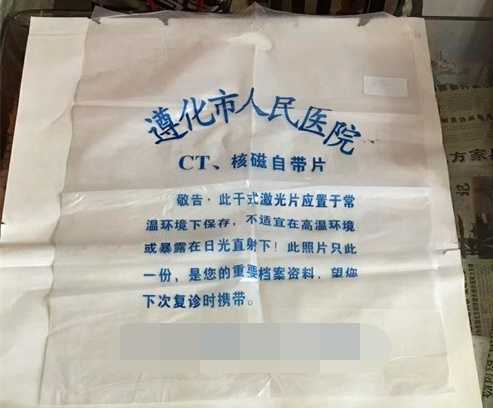 遵化市人民医院
CT、核磁自带片
敬告·此干式激光片应置于常
温环境下保存，不适宜在高温环境
或暴露在日光直射下！此照片只此
一份，是您的重要档案资料，望您
下次复诊时携带。
方家